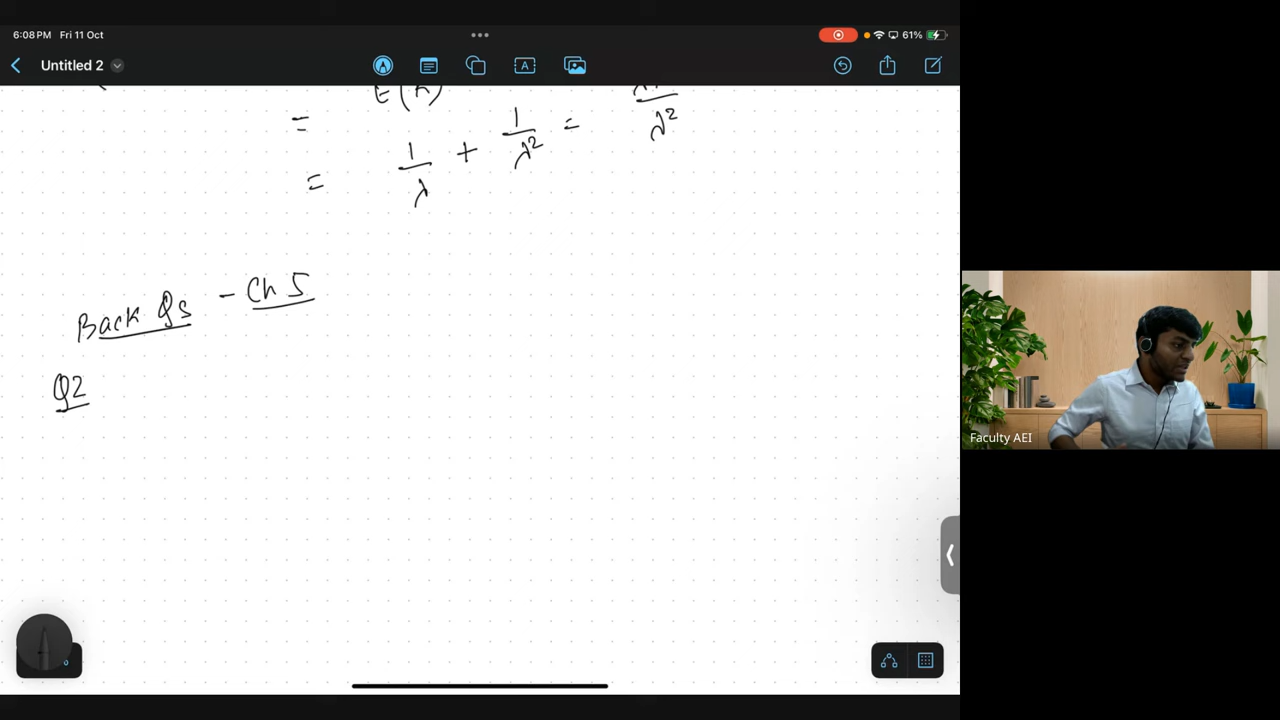 6:08 PM Fri 11 Oct
61%
Untitled 2
A
=
= 1/λ + 1/λ² = /λ²
Back Qs - Ch 5
Q2
Faculty AEI